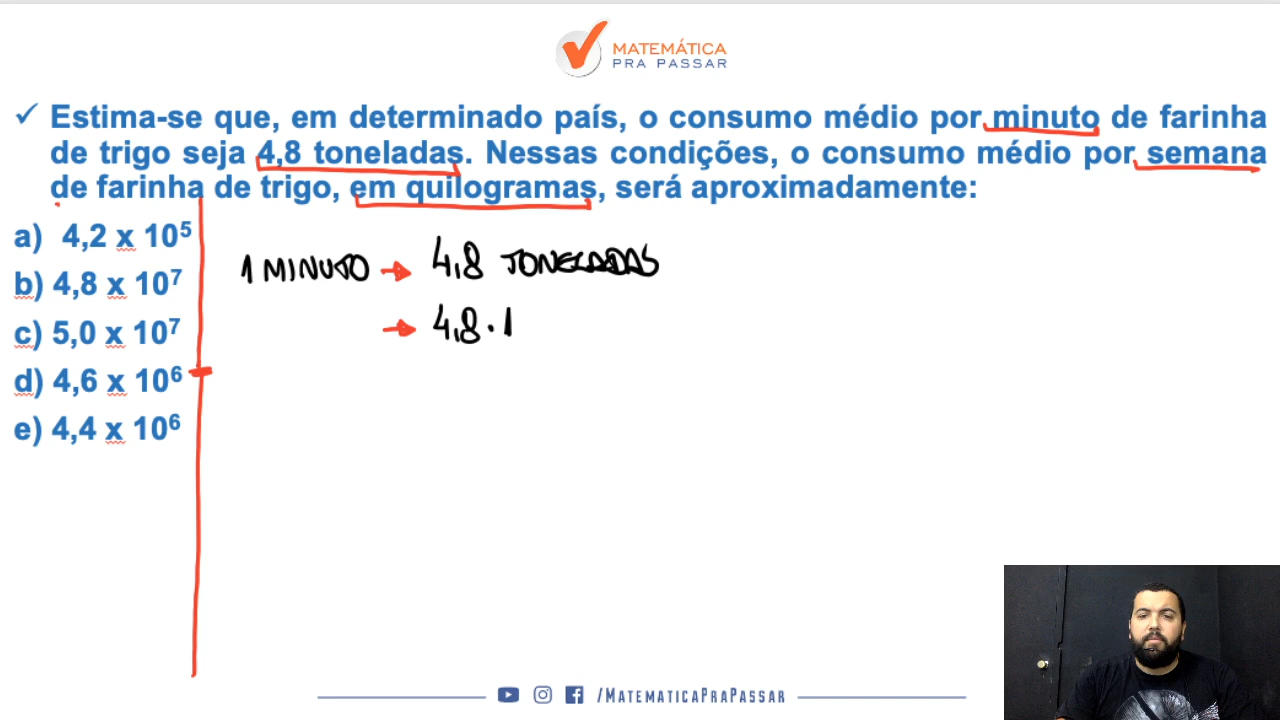 MATEMÁTICA
PRA PASSAR
✓ Estima-se que, em determinado país, o consumo médio por minuto de farinha
de trigo seja 4,8 toneladas. Nessas condições, o consumo médio por semana
de farinha de trigo, em quilogramas, será aproximadamente:
a) 4,2 x 10⁵
b) 4,8 x 10⁷
c) 5,0 x 10⁷
d) 4,6 x 10⁶
e) 4,4 x 10⁶
1 MINUTO → 4,8 TONELADAS
→ 4,8 · 1
/MATEMATICAPRAPASSAR